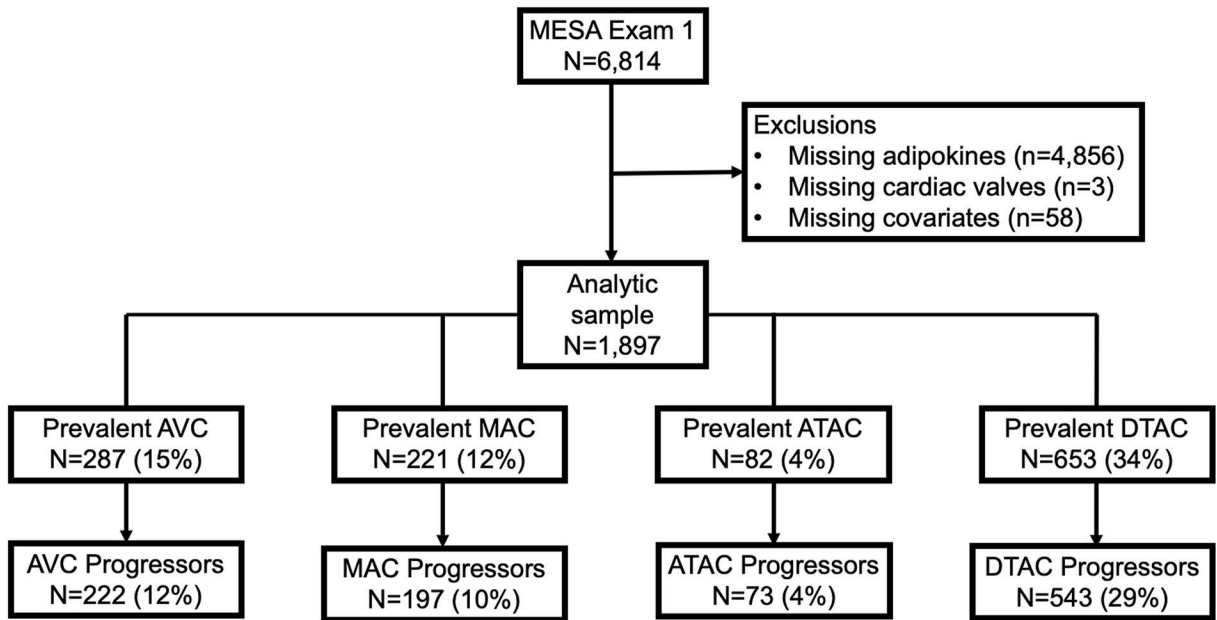 MESA Exam 1
N=6,814
Exclusions
• Missing adipokines (n=4,856)
• Missing cardiac valves (n=3)
• Missing covariates (n=58)
Analytic
sample
N=1,897
Prevalent AVC
N=287 (15%)
Prevalent MAC
N=221 (12%)
Prevalent ATAC
N=82 (4%)
Prevalent DTAC
N=653 (34%)
AVC Progressors
N=222 (12%)
MAC Progressors
N=197 (10%)
ATAC Progressors
N=73 (4%)
DTAC Progressors
N=543 (29%)